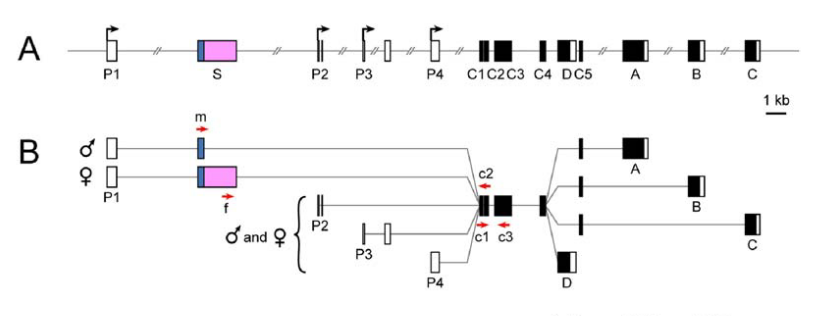 A
P1 S P2 P3 P4 C1 C2 C3 C4 D C5 A B C
1 kb
B
m
♂
A
♀
c2
P1
B
f
P2
♂ and ♀
c1 c3
C
P3
P4
D